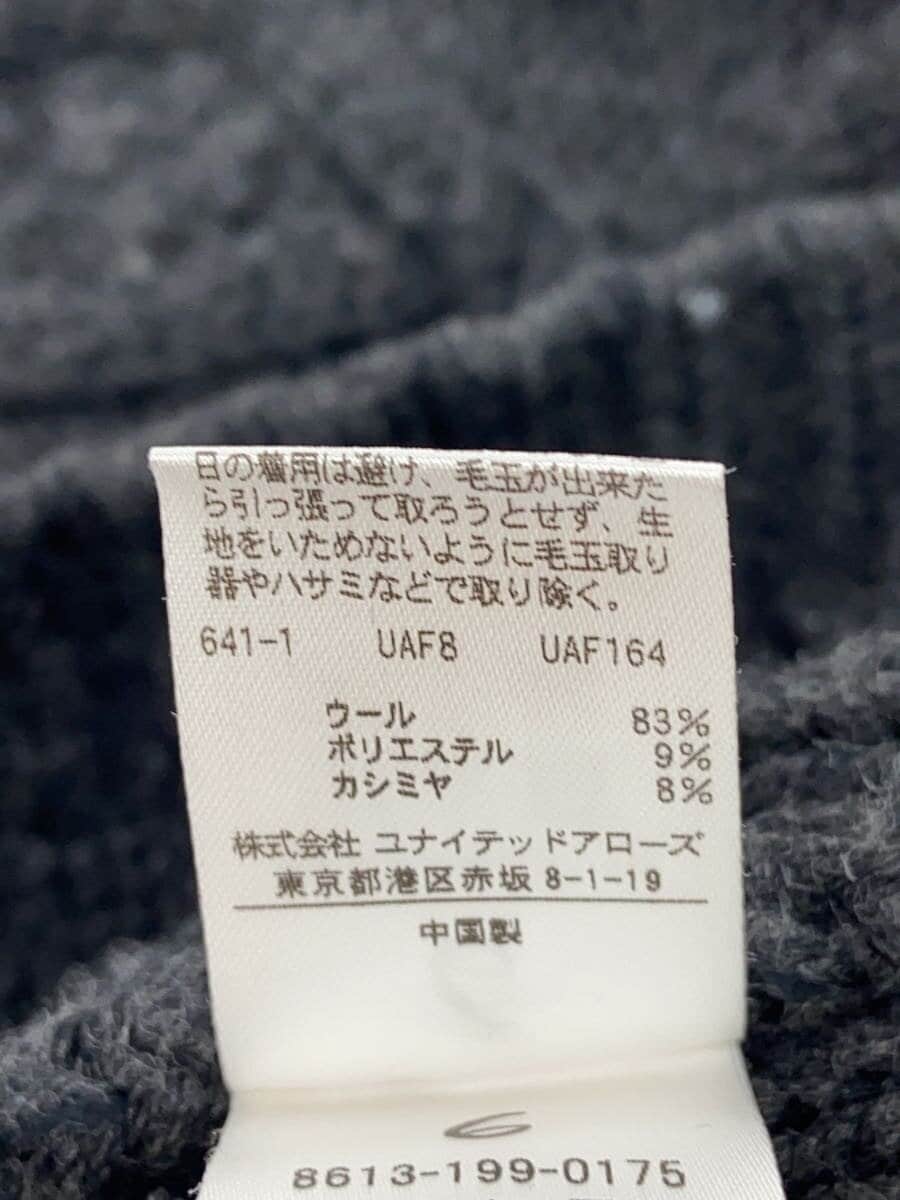 日の着用は避け、毛玉が出来た
ら引っ張って取ろうとせず、生
地をいためないように毛玉取り
器やハサミなどで取り除く。
641-1 UAF8 UAF164
ウール 83%
ポリエステル 9%
カシミヤ 8%
株式会社 ユナイテッドアローズ
東京都港区赤坂 8-1-19
中国製
6
8613-199-0175